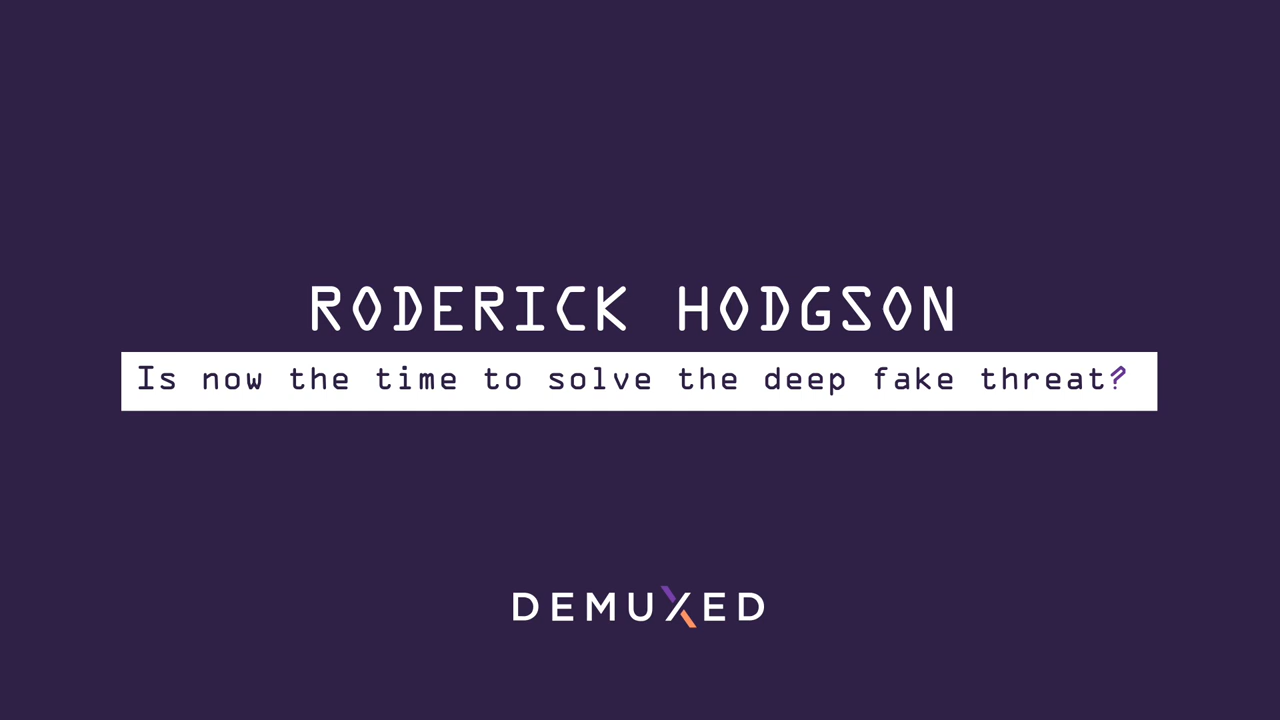 RODERICK HODGSON
Is now the time to solve the deep fake threat?
DEMUXED